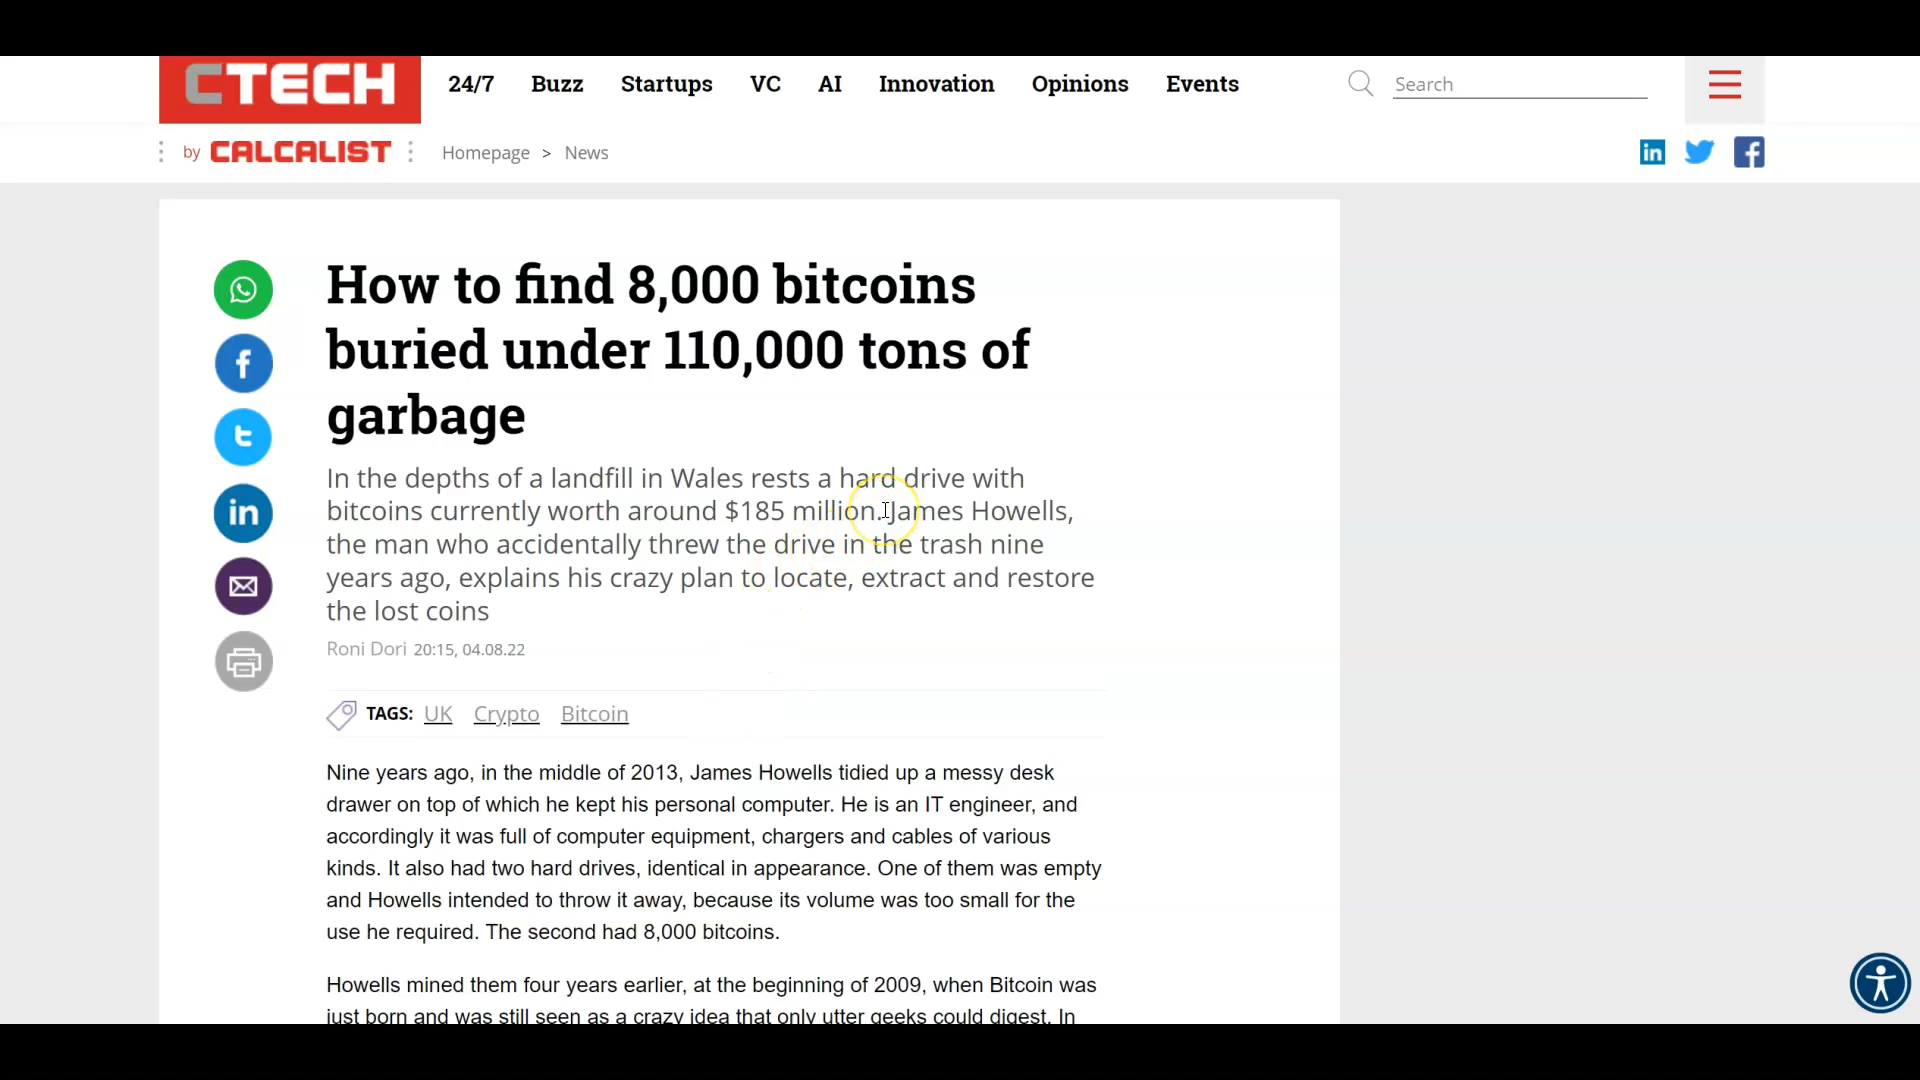 CTECH 24/7 Buzz Startups VC AI Innovation Opinions Events Search
by CALCALIST Homepage > News
How to find 8,000 bitcoins
buried under 110,000 tons of
garbage
In the depths of a landfill in Wales rests a hard drive with
bitcoins currently worth around $185 million. James Howells,
the man who accidentally threw the drive in the trash nine
years ago, explains his crazy plan to locate, extract and restore
the lost coins
Roni Dori 20:15, 04.08.22
TAGS: UK Crypto Bitcoin
Nine years ago, in the middle of 2013, James Howells tidied up a messy desk
drawer on top of which he kept his personal computer. He is an IT engineer, and
accordingly it was full of computer equipment, chargers and cables of various
kinds. It also had two hard drives, identical in appearance. One of them was empty
and Howells intended to throw it away, because its volume was too small for the
use he required. The second had 8,000 bitcoins.
Howells mined them four years earlier, at the beginning of 2009, when Bitcoin was
just born and was still seen as a crazy idea that only utter geeks could digest. In